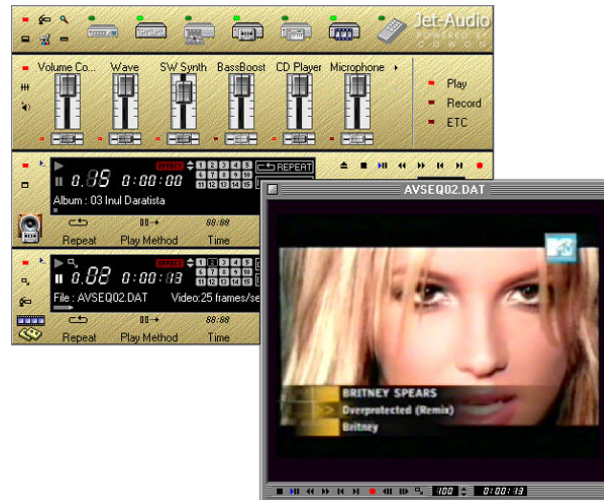 Jet-Audio
POWERED BY
COWON
Volume Co... Wave SW Synth BassBoost CD Player Microphone
Play
Record
ETC
EFFECT 1 2 3 4 5 REPEAT
6 7 8 9 10
11 12 13 14 15
0.15 0:00:00
Album : 03 Inul Daratista
88:88
Repeat Play Method Time
EFFECT 1 2 3 4 5
6 7 8 9 10
11 12 13 14 15
0.02 0:00:13
File : AVSEQ02.DAT Video:25 frames/se
88:88
Repeat Play Method Time
AVSEQ02.DAT
MTV
BRITNEY SPEARS
Overprotected (Remix)
Britney
100 0:00:13